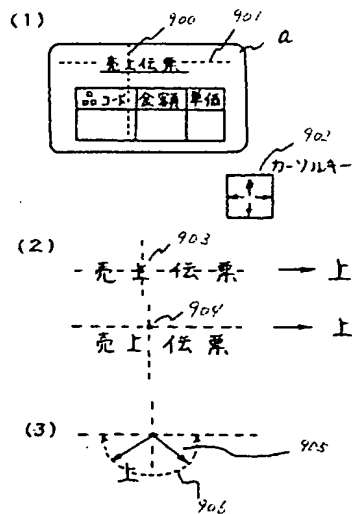 (1)
900
901
a
売上伝票
品コード 金額 単価
902
カーソルキー
(2)
903
売上伝票 → 上
904
売上伝票 → 上
(3)
905
上
906